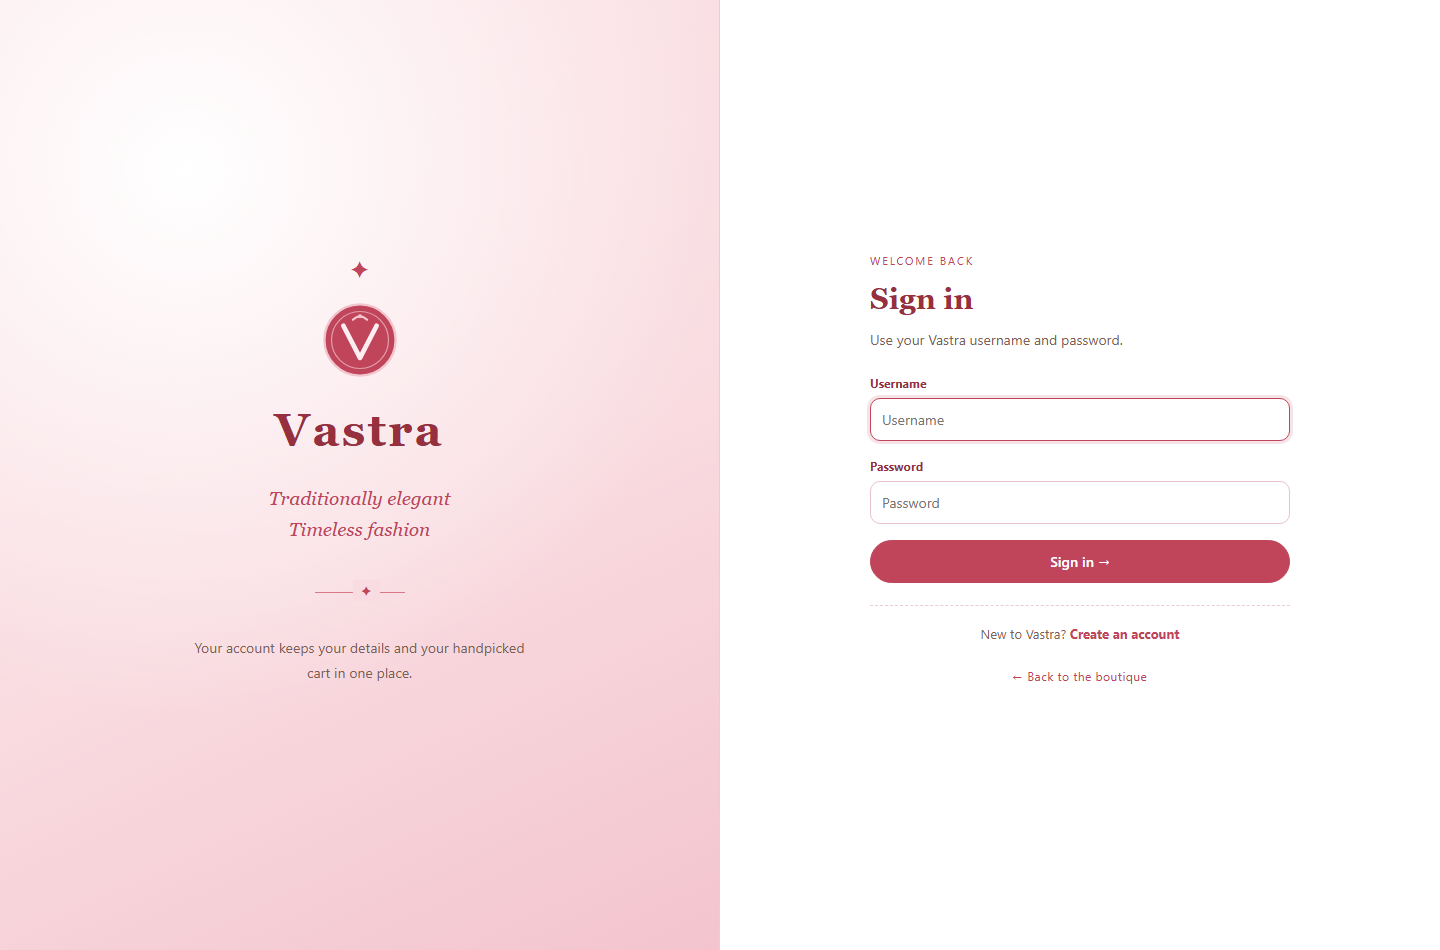 ✦
V
Vastra
Traditionally elegant
Timeless fashion
✦
Your account keeps your details and your handpicked
cart in one place.
WELCOME BACK
Sign in
Use your Vastra username and password.
Username
Username
Password
Password
Sign in →
New to Vastra? Create an account
← Back to the boutique